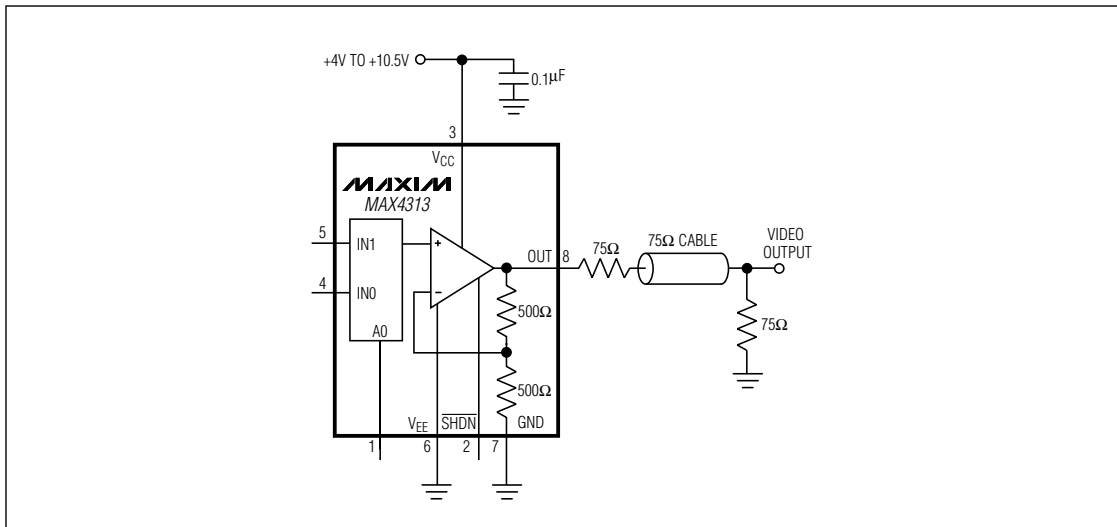 +4V TO +10.5V
0.1µF
3
VCC
MAXIM
MAX4313
5
IN1
+
OUT
8
75Ω
75Ω CABLE
VIDEO
OUTPUT
4
IN0
−
500Ω
75Ω
A0
500Ω
VEE
SHDN
GND
1
6
2
7